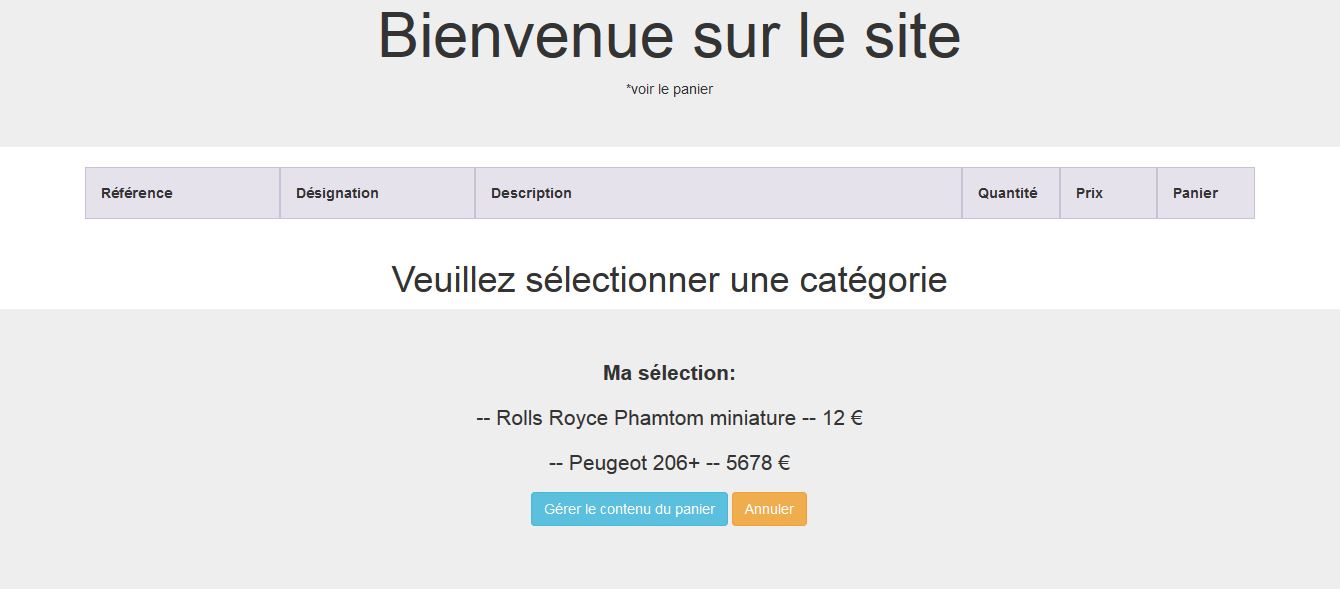 Bienvenue sur le site
*voir le panier
Référence Désignation Description Quantité Prix Panier
Veuillez sélectionner une catégorie
Ma sélection:
-- Rolls Royce Phamtom miniature -- 12 €
-- Peugeot 206+ -- 5678 €
Gérer le contenu du panier Annuler